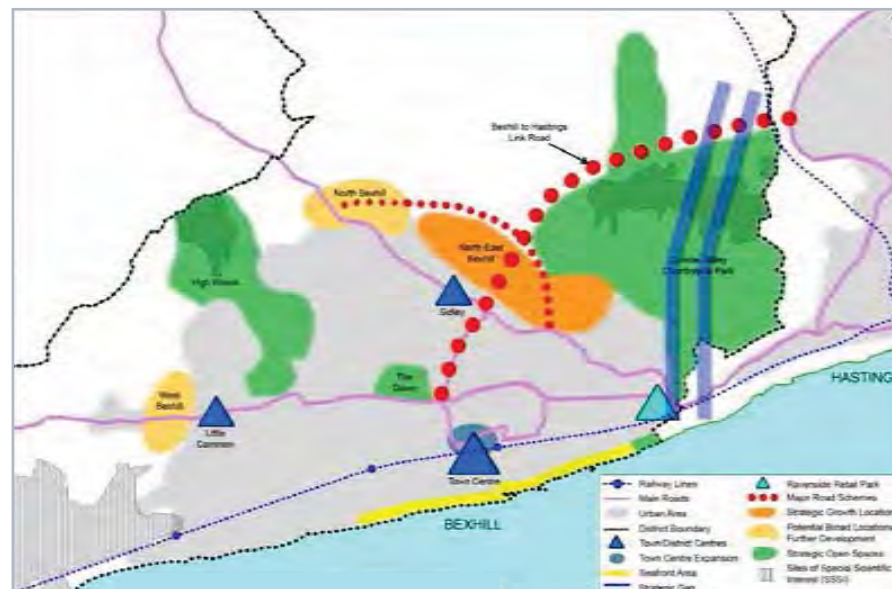 Bexhill to Hastings
Link Road
North Bexhill
North East
Bexhill
High Woods
Sidley
Countryside Park
The
Down
West
Bexhill
Little
Common
Town Centre
HASTING
BEXHILL
Railway Lines
Main Roads
Urban Area
District Boundary
Town/District Centres
Town Centre Expansion
Seafront Area
Strategic Gap
Ravenside Retail Park
Major Road Schemes
Strategic Growth Location
Potential Broad Location
Further Development
Strategic Open Spaces
Sites of Special Scientific
Interest (SSSI)